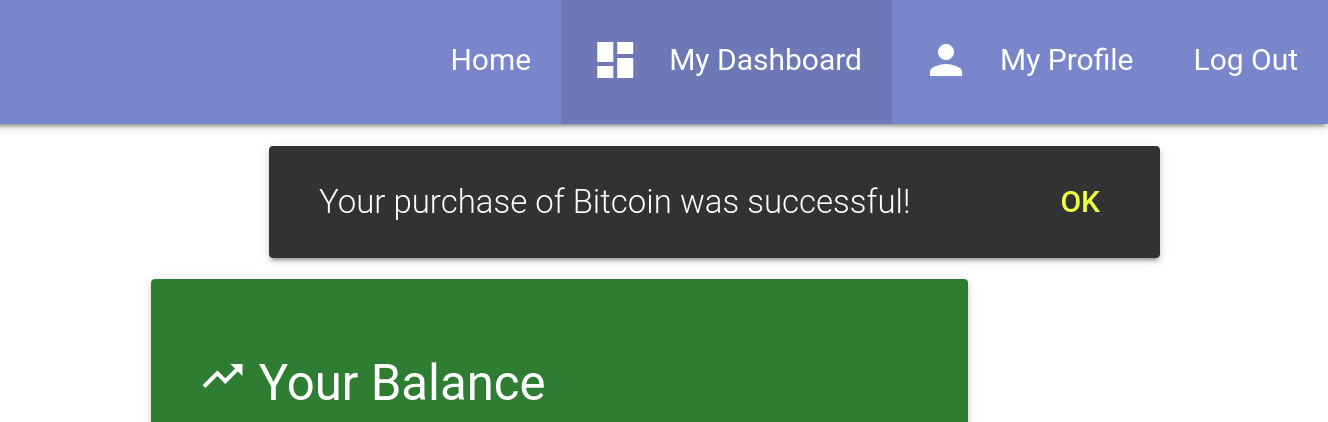 Home My Dashboard My Profile Log Out
Your purchase of Bitcoin was successful! OK
Your Balance